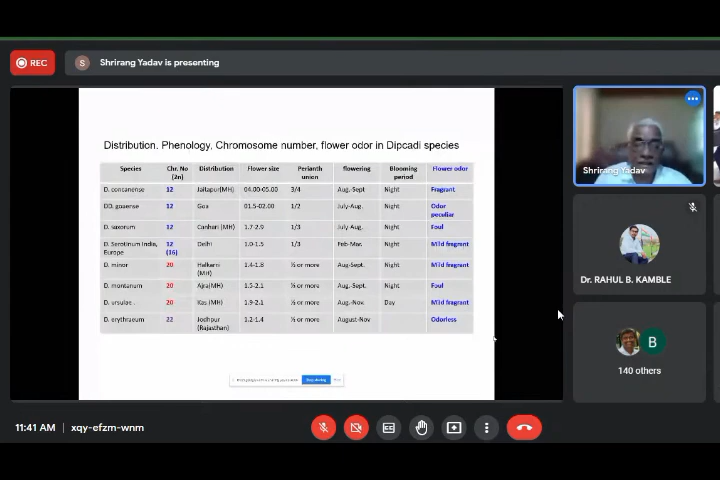 REC
S Shrirang Yadav is presenting
Distribution. Phenology, Chromosome number, flower odor in Dipcadi species
Species Chr. No (2n) Distribution Flower size Perianth union flowering Blooming period Flower odor
D. concanense 12 Jaitapur(MH) 04.00-05.00 3/4 Aug.-Sept Night Fragrant
DD. goaense 12 Goa 01.5-02.00 1/2 July-Aug. Night Odor peculiar
D. saxorum 12 Canhari (MH) 1.7-2.9 1/3 July Aug. Night Foul
D. Serotinum India, Europe 12 (16) Delhi 1.0-1.5 1/3 Feb-Mar. Night Mild fragrant
D. minor 20 Halkarni (MH) 1.4-1.8 ½ or more Aug-Sept. Night Mild fragrant
D. montanum 20 Ajra(MH) 1.5-2.1 ½ or more Aug.-Sept. Night Foul
D. ursulae 20 Kas (MH) 1.9-2.1 ½ or more Aug.-Nov. Day Mild fragrant
D. erythraeum 22 Jodhpur (Rajasthan) 1.2-1.4 ½ or more August-Nov Odorless
Shrirang Yadav
Dr. RAHUL B. KAMBLE
B
140 others
11:41 AM | xqy-efzm-wnm